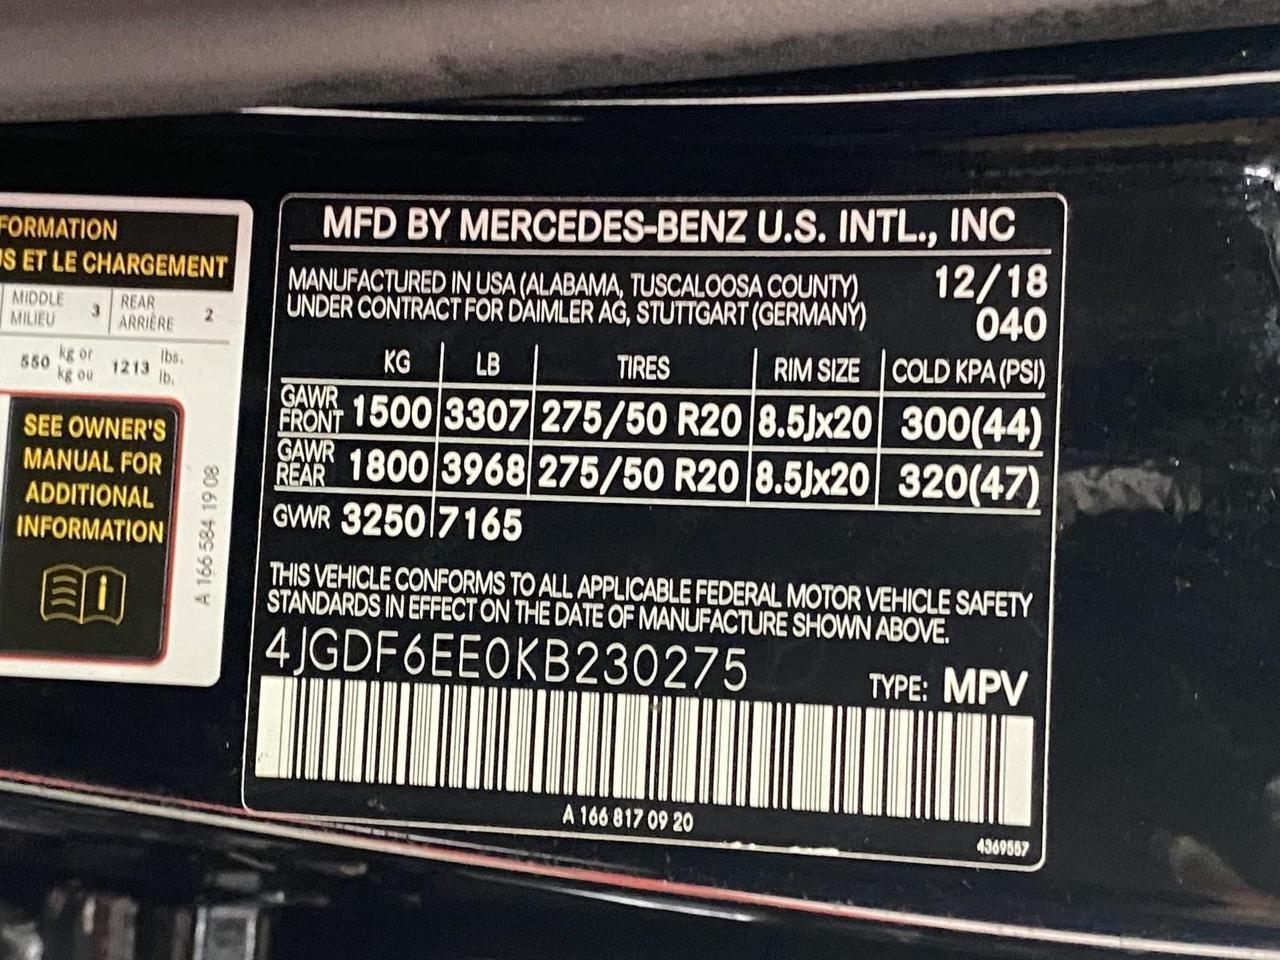 FORMATION
S ET LE CHARGEMENT
MIDDLE
MILIEU
3
REAR
ARRIÈRE
2
550
kg or
kg ou
1213
lbs.
lb.
SEE OWNER'S
MANUAL FOR
ADDITIONAL
INFORMATION
A 166 584 19 08
MFD BY MERCEDES-BENZ U.S. INTL., INC
MANUFACTURED IN USA (ALABAMA, TUSCALOOSA COUNTY)
UNDER CONTRACT FOR DAIMLER AG, STUTTGART (GERMANY)
12/18
040
KG LB TIRES RIM SIZE COLD KPA (PSI)
GAWR FRONT 1500 3307 275/50 R20 8.5Jx20 300(44)
GAWR REAR 1800 3968 275/50 R20 8.5Jx20 320(47)
GVWR 3250 7165
THIS VEHICLE CONFORMS TO ALL APPLICABLE FEDERAL MOTOR VEHICLE SAFETY
STANDARDS IN EFFECT ON THE DATE OF MANUFACTURE SHOWN ABOVE.
4JGDF6EE0KB230275
TYPE: MPV
A 166 817 09 20
4369557